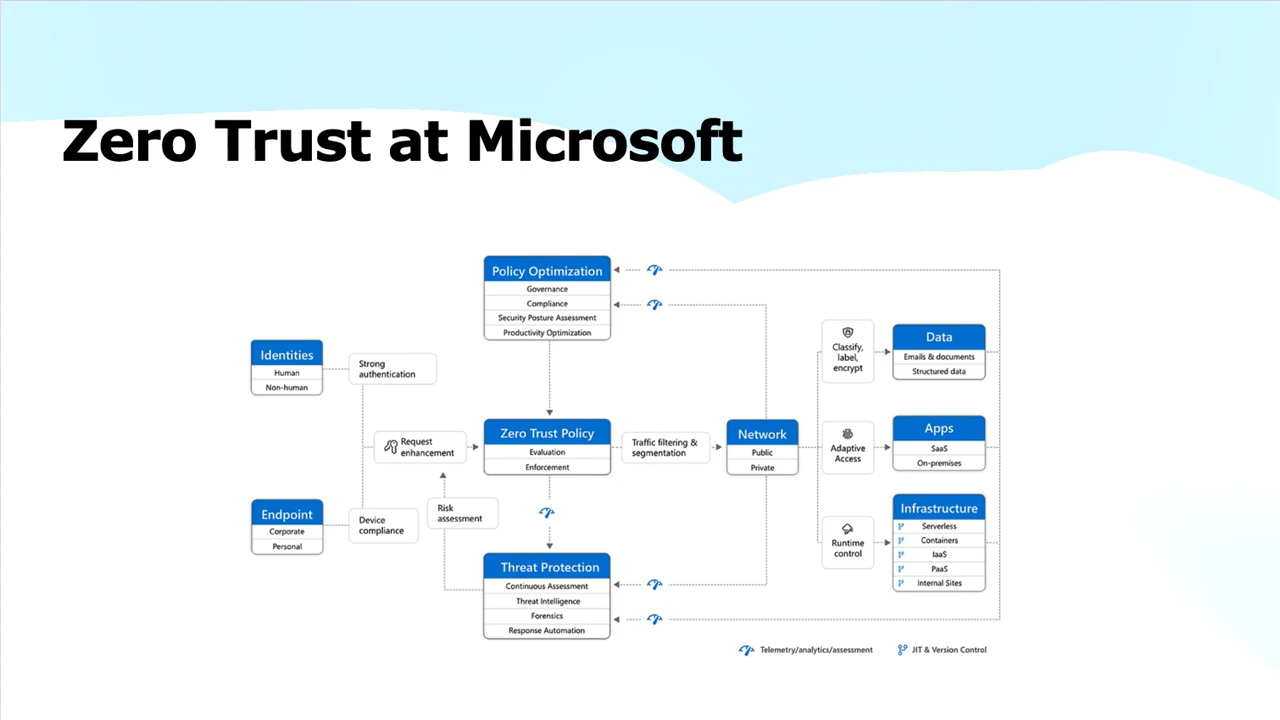 Zero Trust at Microsoft
Policy Optimization
Governance
Compliance
Security Posture Assessment
Productivity Optimization
Identities
Human
Non-human
Strong
authentication
Request
enhancement
Zero Trust Policy
Evaluation
Enforcement
Traffic filtering &
segmentation
Network
Public
Private
Classify,
label,
encrypt
Data
Emails & documents
Structured data
Adaptive
Access
Apps
SaaS
On-premises
Endpoint
Corporate
Personal
Device
compliance
Risk
assessment
Threat Protection
Continuous Assessment
Threat Intelligence
Forensics
Response Automation
Runtime
control
Infrastructure
Serverless
Containers
IaaS
PaaS
Internal Sites
Telemetry/analytics/assessment
JIT & Version Control